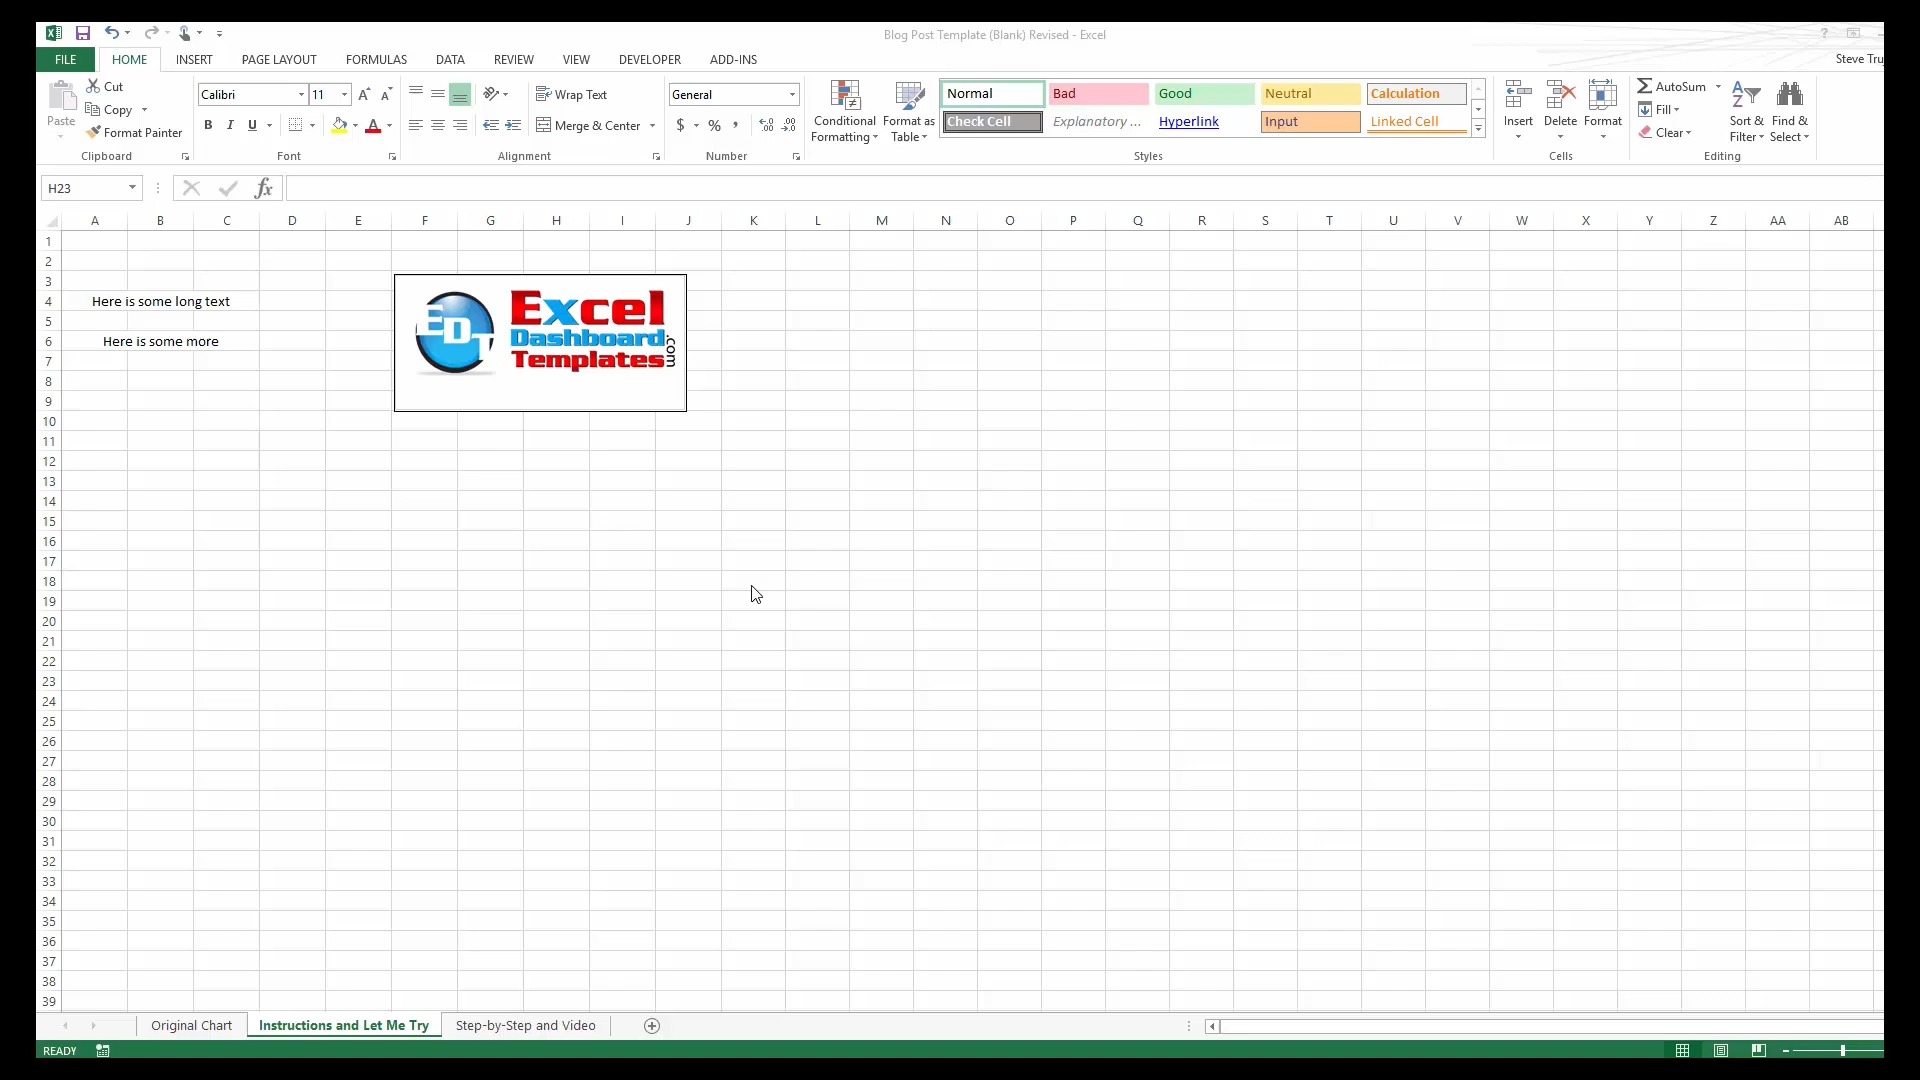 Blog Post Template (Blank) Revised - Excel
FILE HOME INSERT PAGE LAYOUT FORMULAS DATA REVIEW VIEW DEVELOPER ADD-INS
Paste
Cut
Copy
Format Painter
Clipboard
Calibri 11
B I U
Font
Wrap Text
Merge & Center
Alignment
General
$ % ,
Number
Conditional Formatting
Format as Table
Normal Bad Good Neutral Calculation
Check Cell Explanatory ... Hyperlink Input Linked Cell
Styles
Insert Delete Format
Cells
AutoSum
Fill
Clear
Sort & Filter
Find & Select
Editing
H23
fx
A B C D E F G H I J K L M N O P Q R S T U V W X Y Z AA AB
1
2
3
4 Here is some long text
5
6 Here is some more
7
8
9
10
11
12
13
14
15
16
17
18
19
20
21
22
23
24
25
26
27
28
29
30
31
32
33
34
35
36
37
38
39
EDT
Excel
Dashboard
Templates
.com
Original Chart Instructions and Let Me Try Step-by-Step and Video
READY